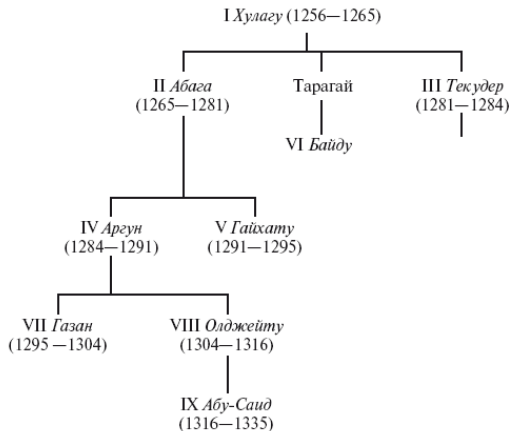 I Хулагу (1256—1265)
II Абага
(1265—1281)
Тарагай
III Текудер
(1281—1284)
VI Байду
IV Аргун
(1284—1291)
V Гайхату
(1291—1295)
VII Газан
(1295 —1304)
VIII Олджейту
(1304—1316)
IX Абу-Саид
(1316—1335)